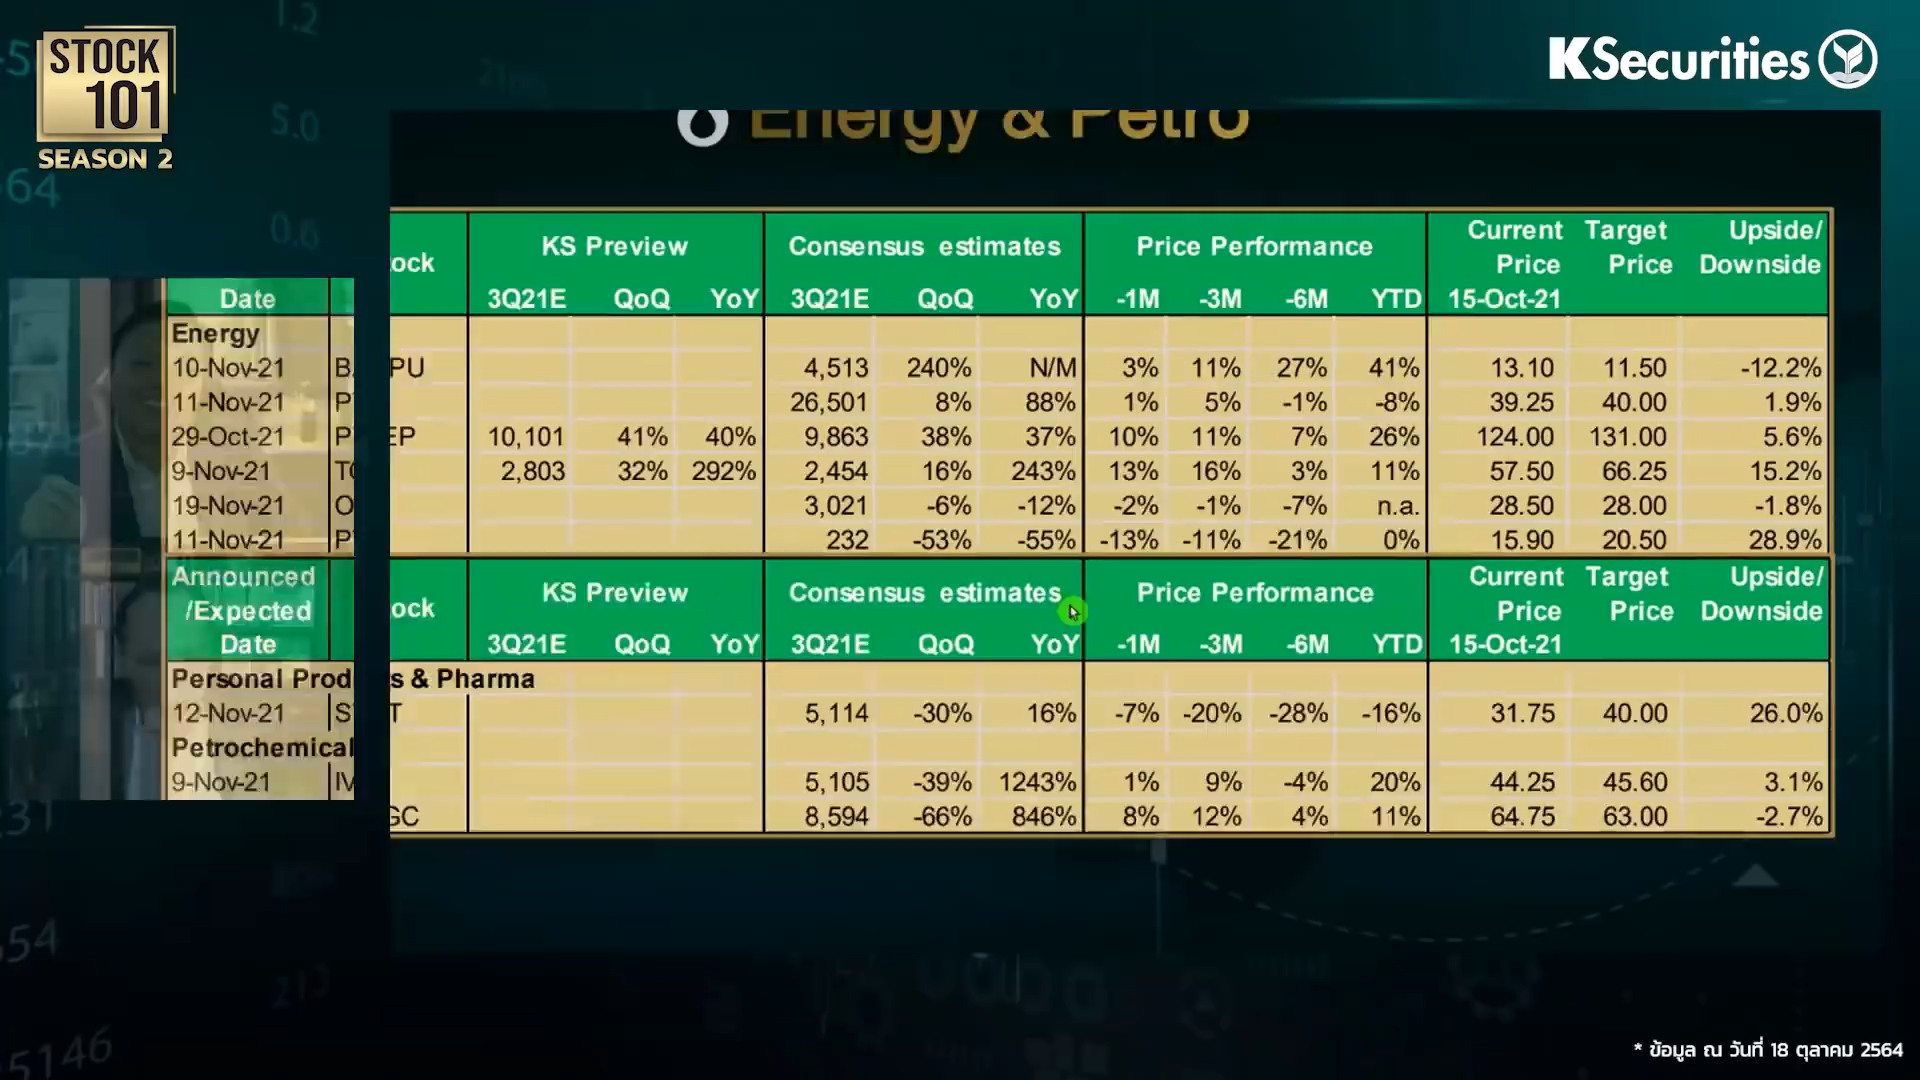 STOCK
101
SEASON 2
KSecurities
Energy & Petro
ock KS Preview Consensus estimates Price Performance Current Price Target Price Upside/ Downside
Date 3Q21E QoQ YoY 3Q21E QoQ YoY -1M -3M -6M YTD 15-Oct-21
Energy
10-Nov-21 B PU 4,513 240% N/M 3% 11% 27% 41% 13.10 11.50 -12.2%
11-Nov-21 P 26,501 8% 88% 1% 5% -1% -8% 39.25 40.00 1.9%
29-Oct-21 P EP 10,101 41% 40% 9,863 38% 37% 10% 11% 7% 26% 124.00 131.00 5.6%
9-Nov-21 T 2,803 32% 292% 2,454 16% 243% 13% 16% 3% 11% 57.50 66.25 15.2%
19-Nov-21 O 3,021 -6% -12% -2% -1% -7% n.a. 28.50 28.00 -1.8%
11-Nov-21 P 232 -53% -55% -13% -11% -21% 0% 15.90 20.50 28.9%
Announced /Expected Date ock KS Preview Consensus estimates Price Performance Current Price Target Price Upside/ Downside
3Q21E QoQ YoY 3Q21E QoQ YoY -1M -3M -6M YTD 15-Oct-21
Personal Prod s & Pharma
12-Nov-21 S T 5,114 -30% 16% -7% -20% -28% -16% 31.75 40.00 26.0%
Petrochemical
9-Nov-21 IV 5,105 -39% 1243% 1% 9% -4% 20% 44.25 45.60 3.1%
GC 8,594 -66% 846% 8% 12% 4% 11% 64.75 63.00 -2.7%
* ข้อมูล ณ วันที่ 18 ตุลาคม 2564